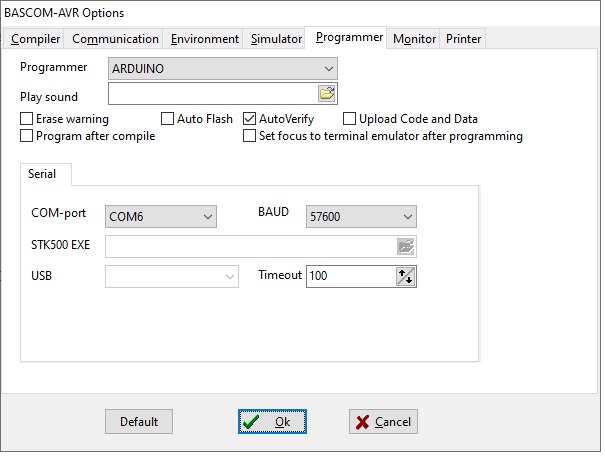 BASCOM-AVR Options
Compiler Communication Environment Simulator Programmer Monitor Printer
Programmer ARDUINO
Play sound
Erase warning Auto Flash AutoVerify Upload Code and Data
Program after compile Set focus to terminal emulator after programming
Serial
COM-port COM6 BAUD 57600
STK500 EXE
USB Timeout 100
Default Ok Cancel